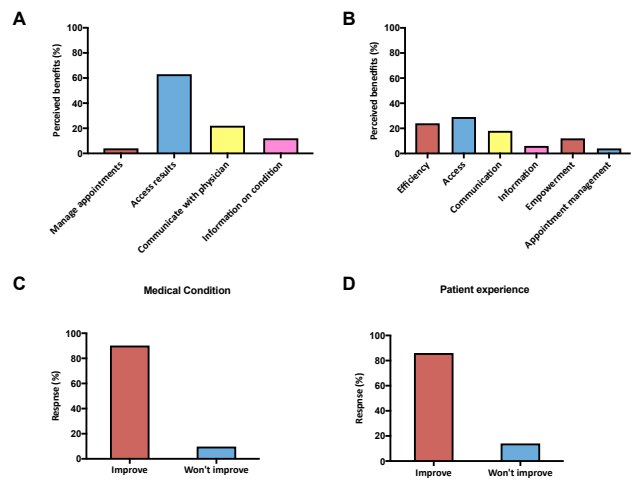 A
Perceived benefits (%)
100
80
60
40
20
0
Manage appointments
Access results
Communicate with physician
Information on condition
B
Perceived benedfits (%)
100
80
60
40
20
0
Efficiency
Access
Communication
Information
Empowerment
Appointment management
C
Medical Condition
Respnse (%)
100
80
60
40
20
0
Improve
Won't improve
D
Patient experience
Respnse (%)
100
80
60
40
20
0
Improve
Won't improve